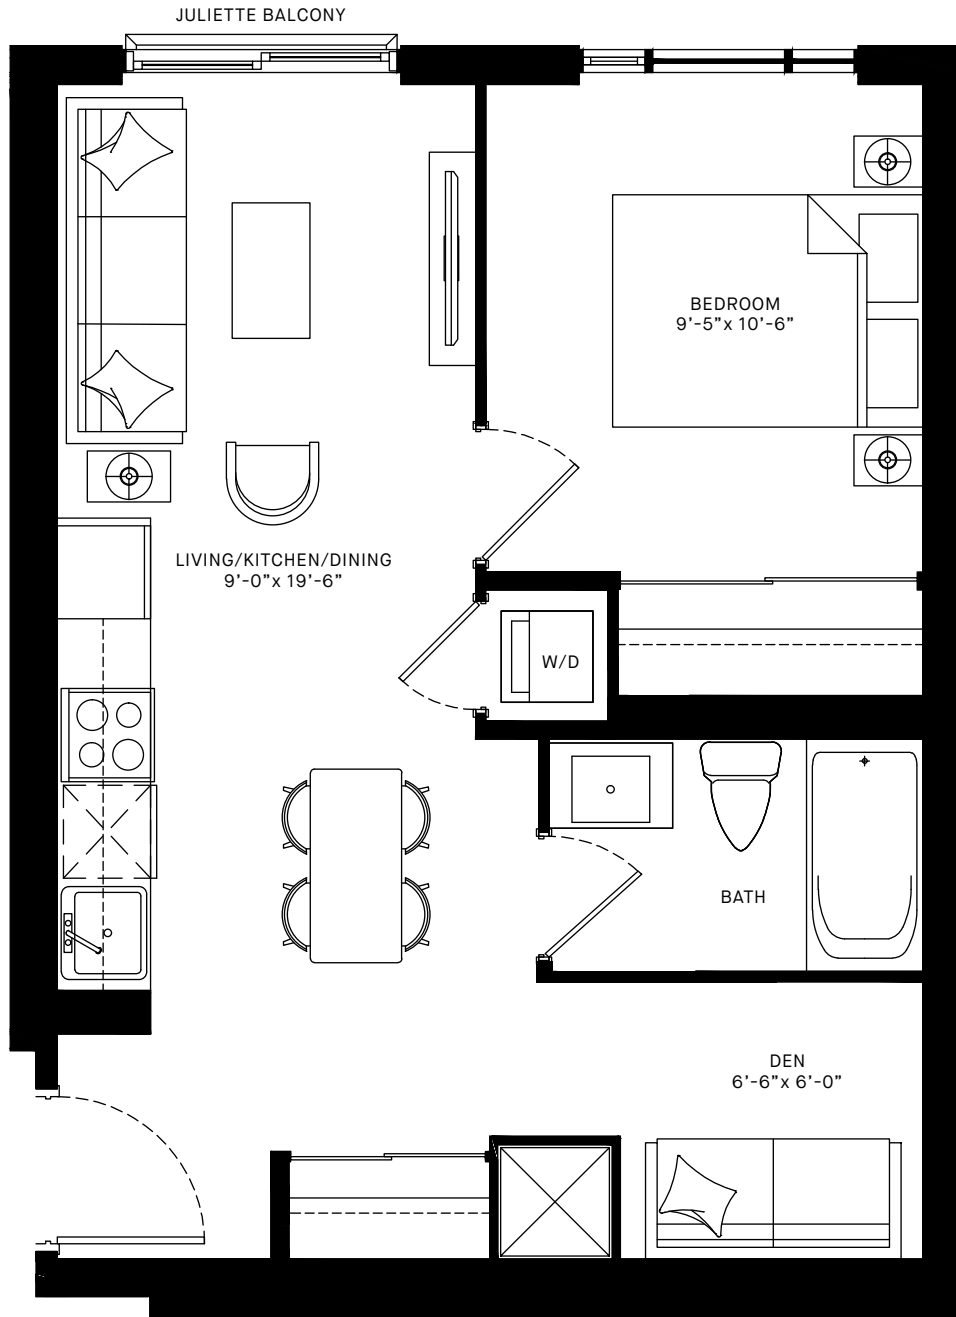 JULIETTE BALCONY
BEDROOM
9’-5”x 10’-6”
LIVING/KITCHEN/DINING
9’-0”x 19’-6”
W/D
BATH
DEN
6’-6”x 6’-0”